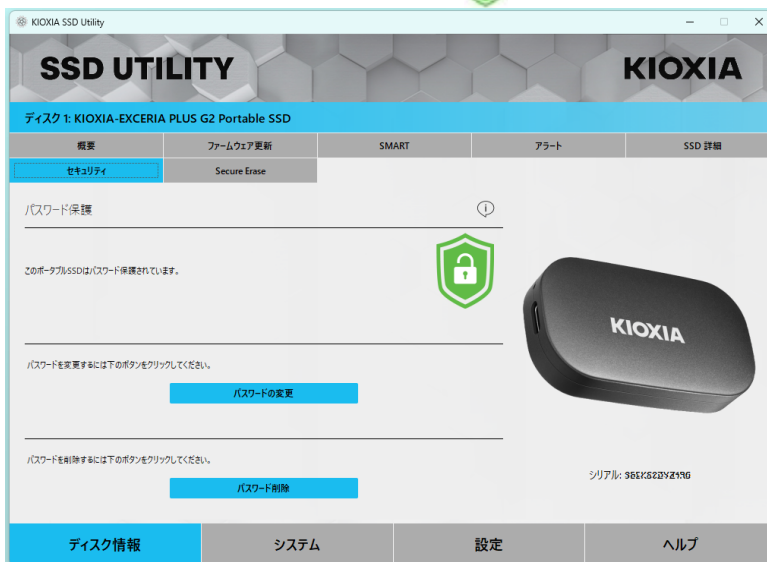 KIOXIA SSD Utility
SSD UTILITY
KIOXIA
ディスク 1: KIOXIA-EXCERIA PLUS G2 Portable SSD
概要
ファームウェア更新
SMART
アラート
SSD 詳細
セキュリティ
Secure Erase
パスワード保護
このポータブルSSDはパスワード保護されています。
KIOXIA
パスワードを変更するには下のボタンをクリックしてください。
パスワードの変更
パスワードを削除するには下のボタンをクリックしてください。
パスワード削除
シリアル:
ディスク情報
システム
設定
ヘルプ